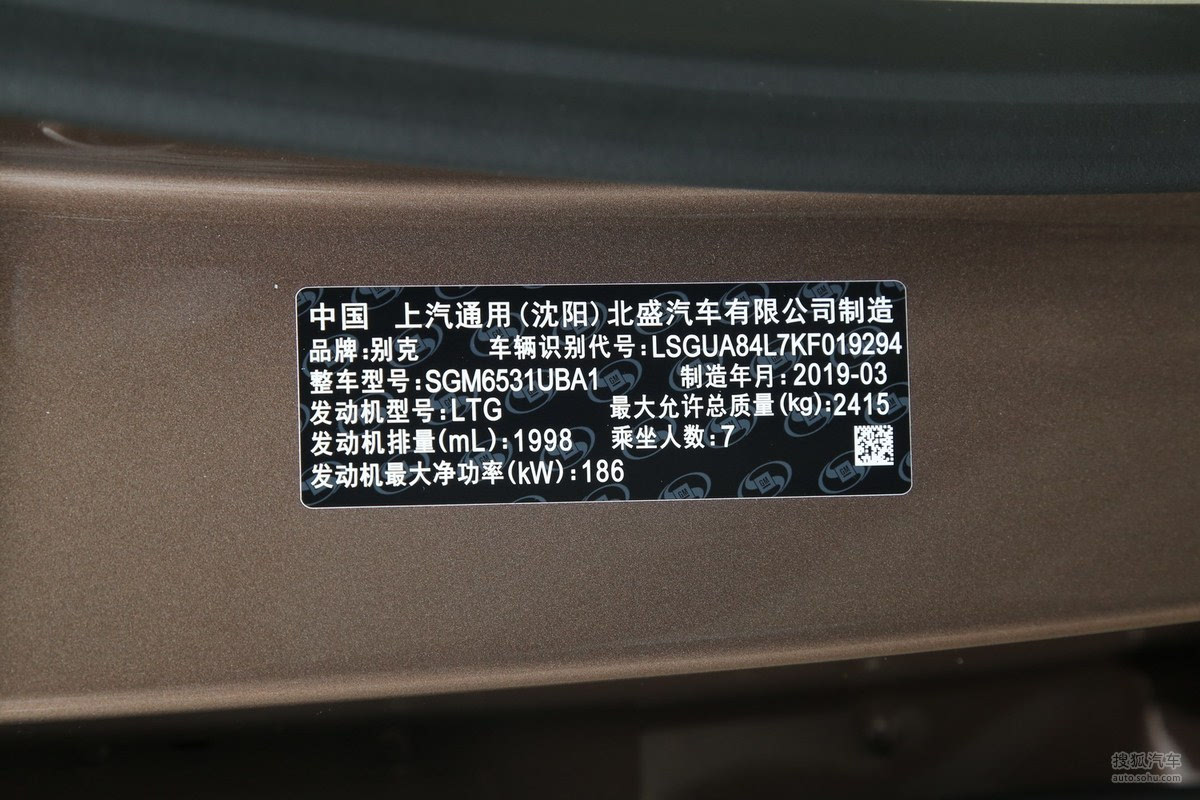 中国 上汽通用(沈阳)北盛汽车有限公司制造
品牌:别克 车辆识别代号:LSGUA84L7KF019294
整车型号:SGM6531UBA1 制造年月:2019-03
发动机型号:LTG 最大允许总质量(kg):2415
发动机排量(mL):1998 乘坐人数:7
发动机最大净功率(kW):186
搜狐汽车
auto.sohu.com